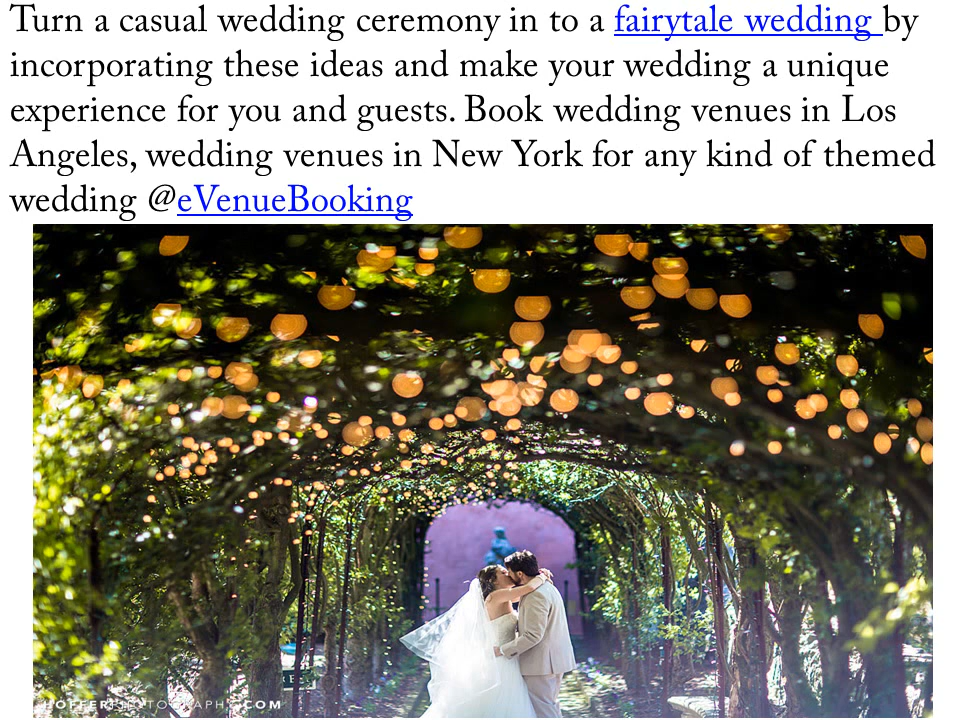 Turn a casual wedding ceremony in to a fairytale wedding by
incorporating these ideas and make your wedding a unique
experience for you and guests. Book wedding venues in Los
Angeles, wedding venues in New York for any kind of themed
wedding @eVenueBooking
HOFFERPHOTOGRAPHY.COM